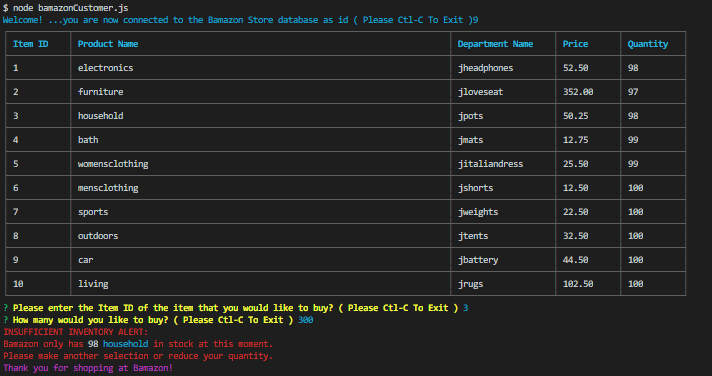 $ node bamazonCustomer.js
Welcome! ...you are now connected to the Bamazon Store database as id ( Please Ctl-C To Exit )9
Item ID Product Name Department Name Price Quantity
1 electronics jheadphones 52.50 98
2 furniture jloveseat 352.00 97
3 household jpots 50.25 98
4 bath jmats 12.75 99
5 womensclothing jitaliandress 25.50 99
6 mensclothing jshorts 12.50 100
7 sports jweights 22.50 100
8 outdoors jtents 32.50 100
9 car jbattery 44.50 100
10 living jrugs 102.50 100
? Please enter the Item ID of the item that you would like to buy? ( Please Ctl-C To Exit ) 3
? How many would you like to buy? ( Please Ctl-C To Exit ) 300
INSUFFICIENT INVENTORY ALERT:
Bamazon only has 98 household in stock at this moment.
Please make another selection or reduce your quantity.
Thank you for shopping at Bamazon!